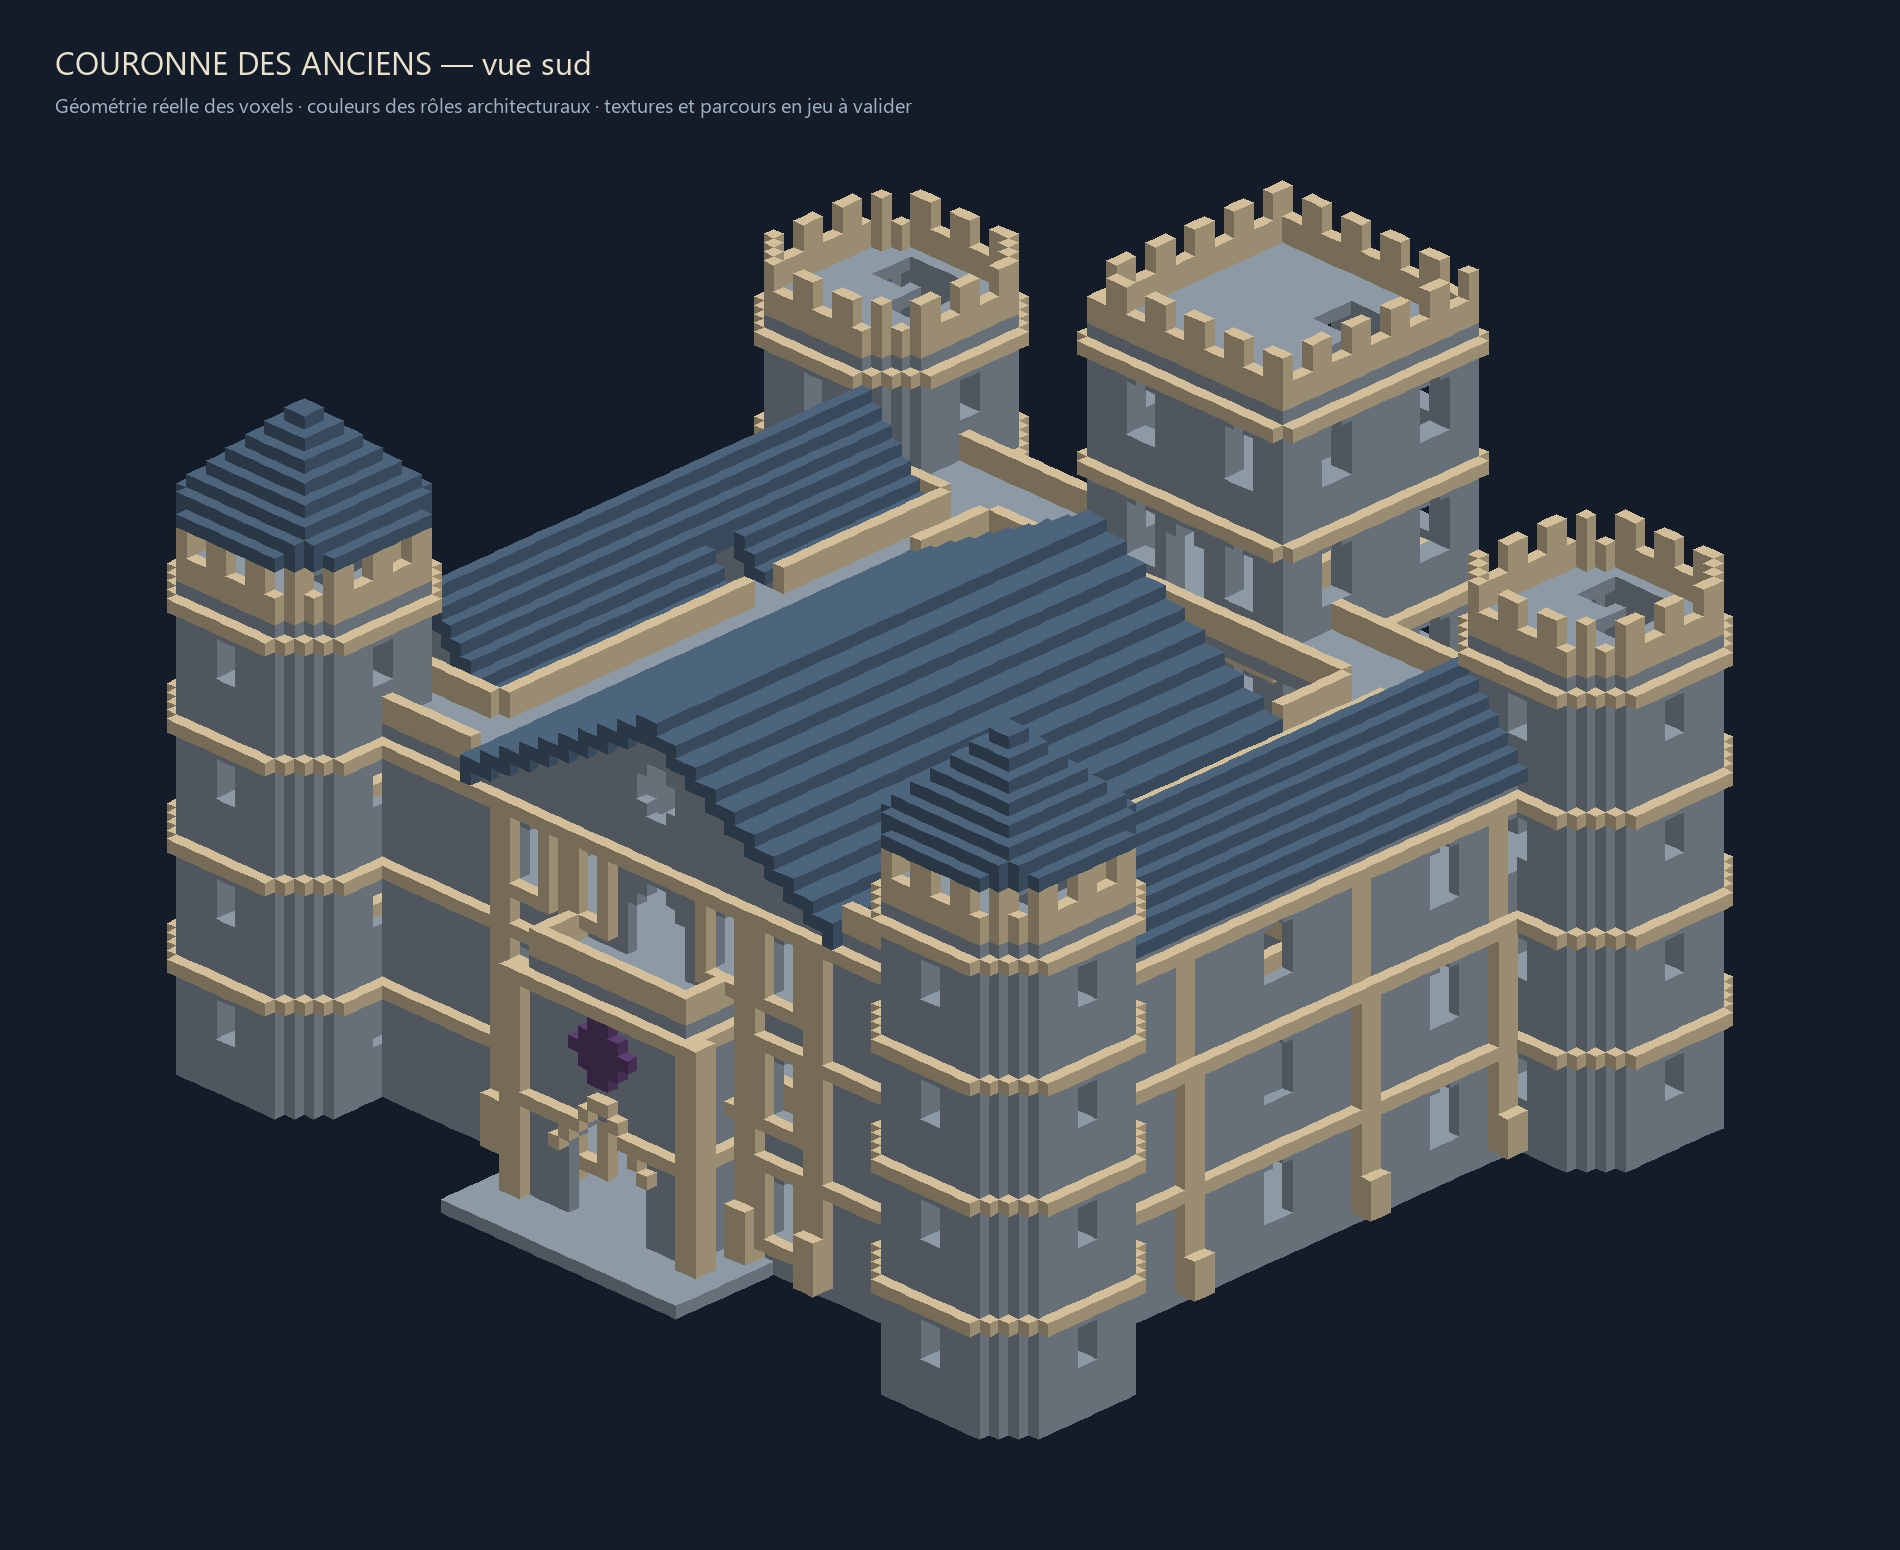 COURONNE DES ANCIENS — vue sud
Géométrie réelle des voxels · couleurs des rôles architecturaux · textures et parcours en jeu à valider